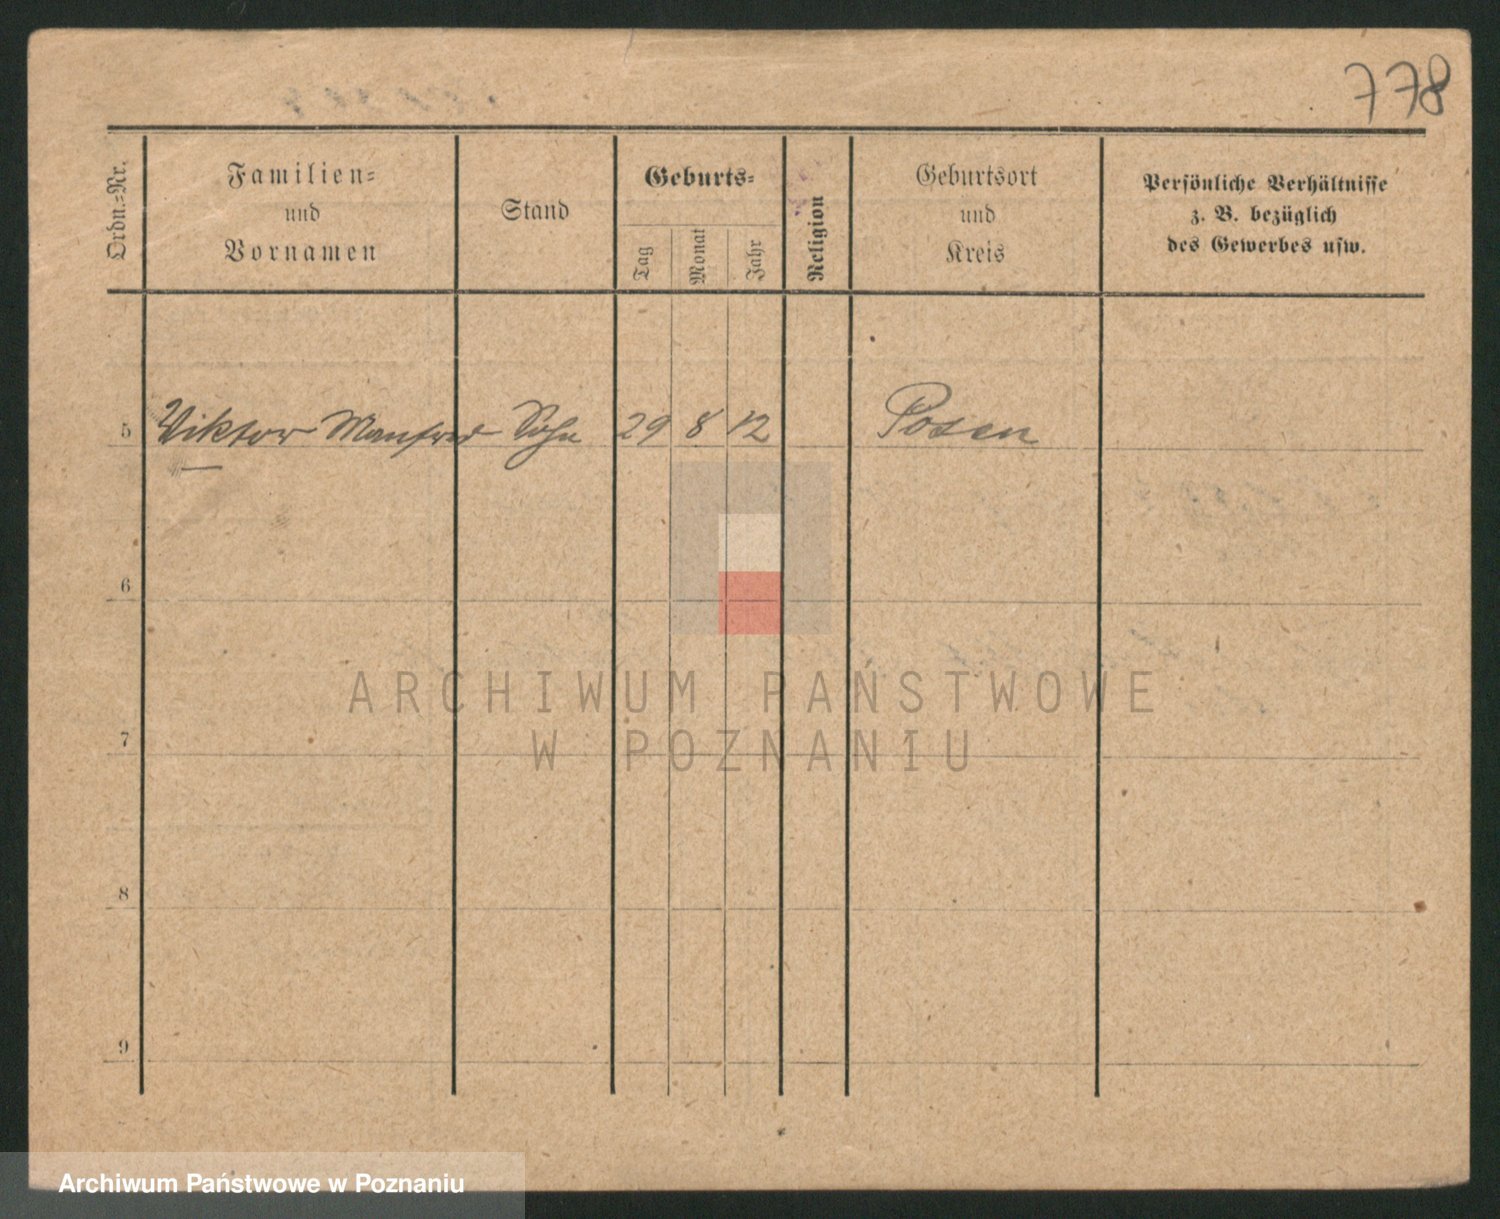 778
Ordn.-Nr.
Familien-
und
Vornamen
Stand
Geburts-
Tag
Monat
Jahr
Religion
Geburtsort
und
Kreis
Persönliche Verhältnisse
z. B. bezüglich
des Gewerbes usw.
5 Viktor Manfred Sohn 29 8 12 Posen
6
ARCHIWUM PAŃSTWOWE
W POZNANIU
7
8
9
Archiwum Państwowe w Poznaniu